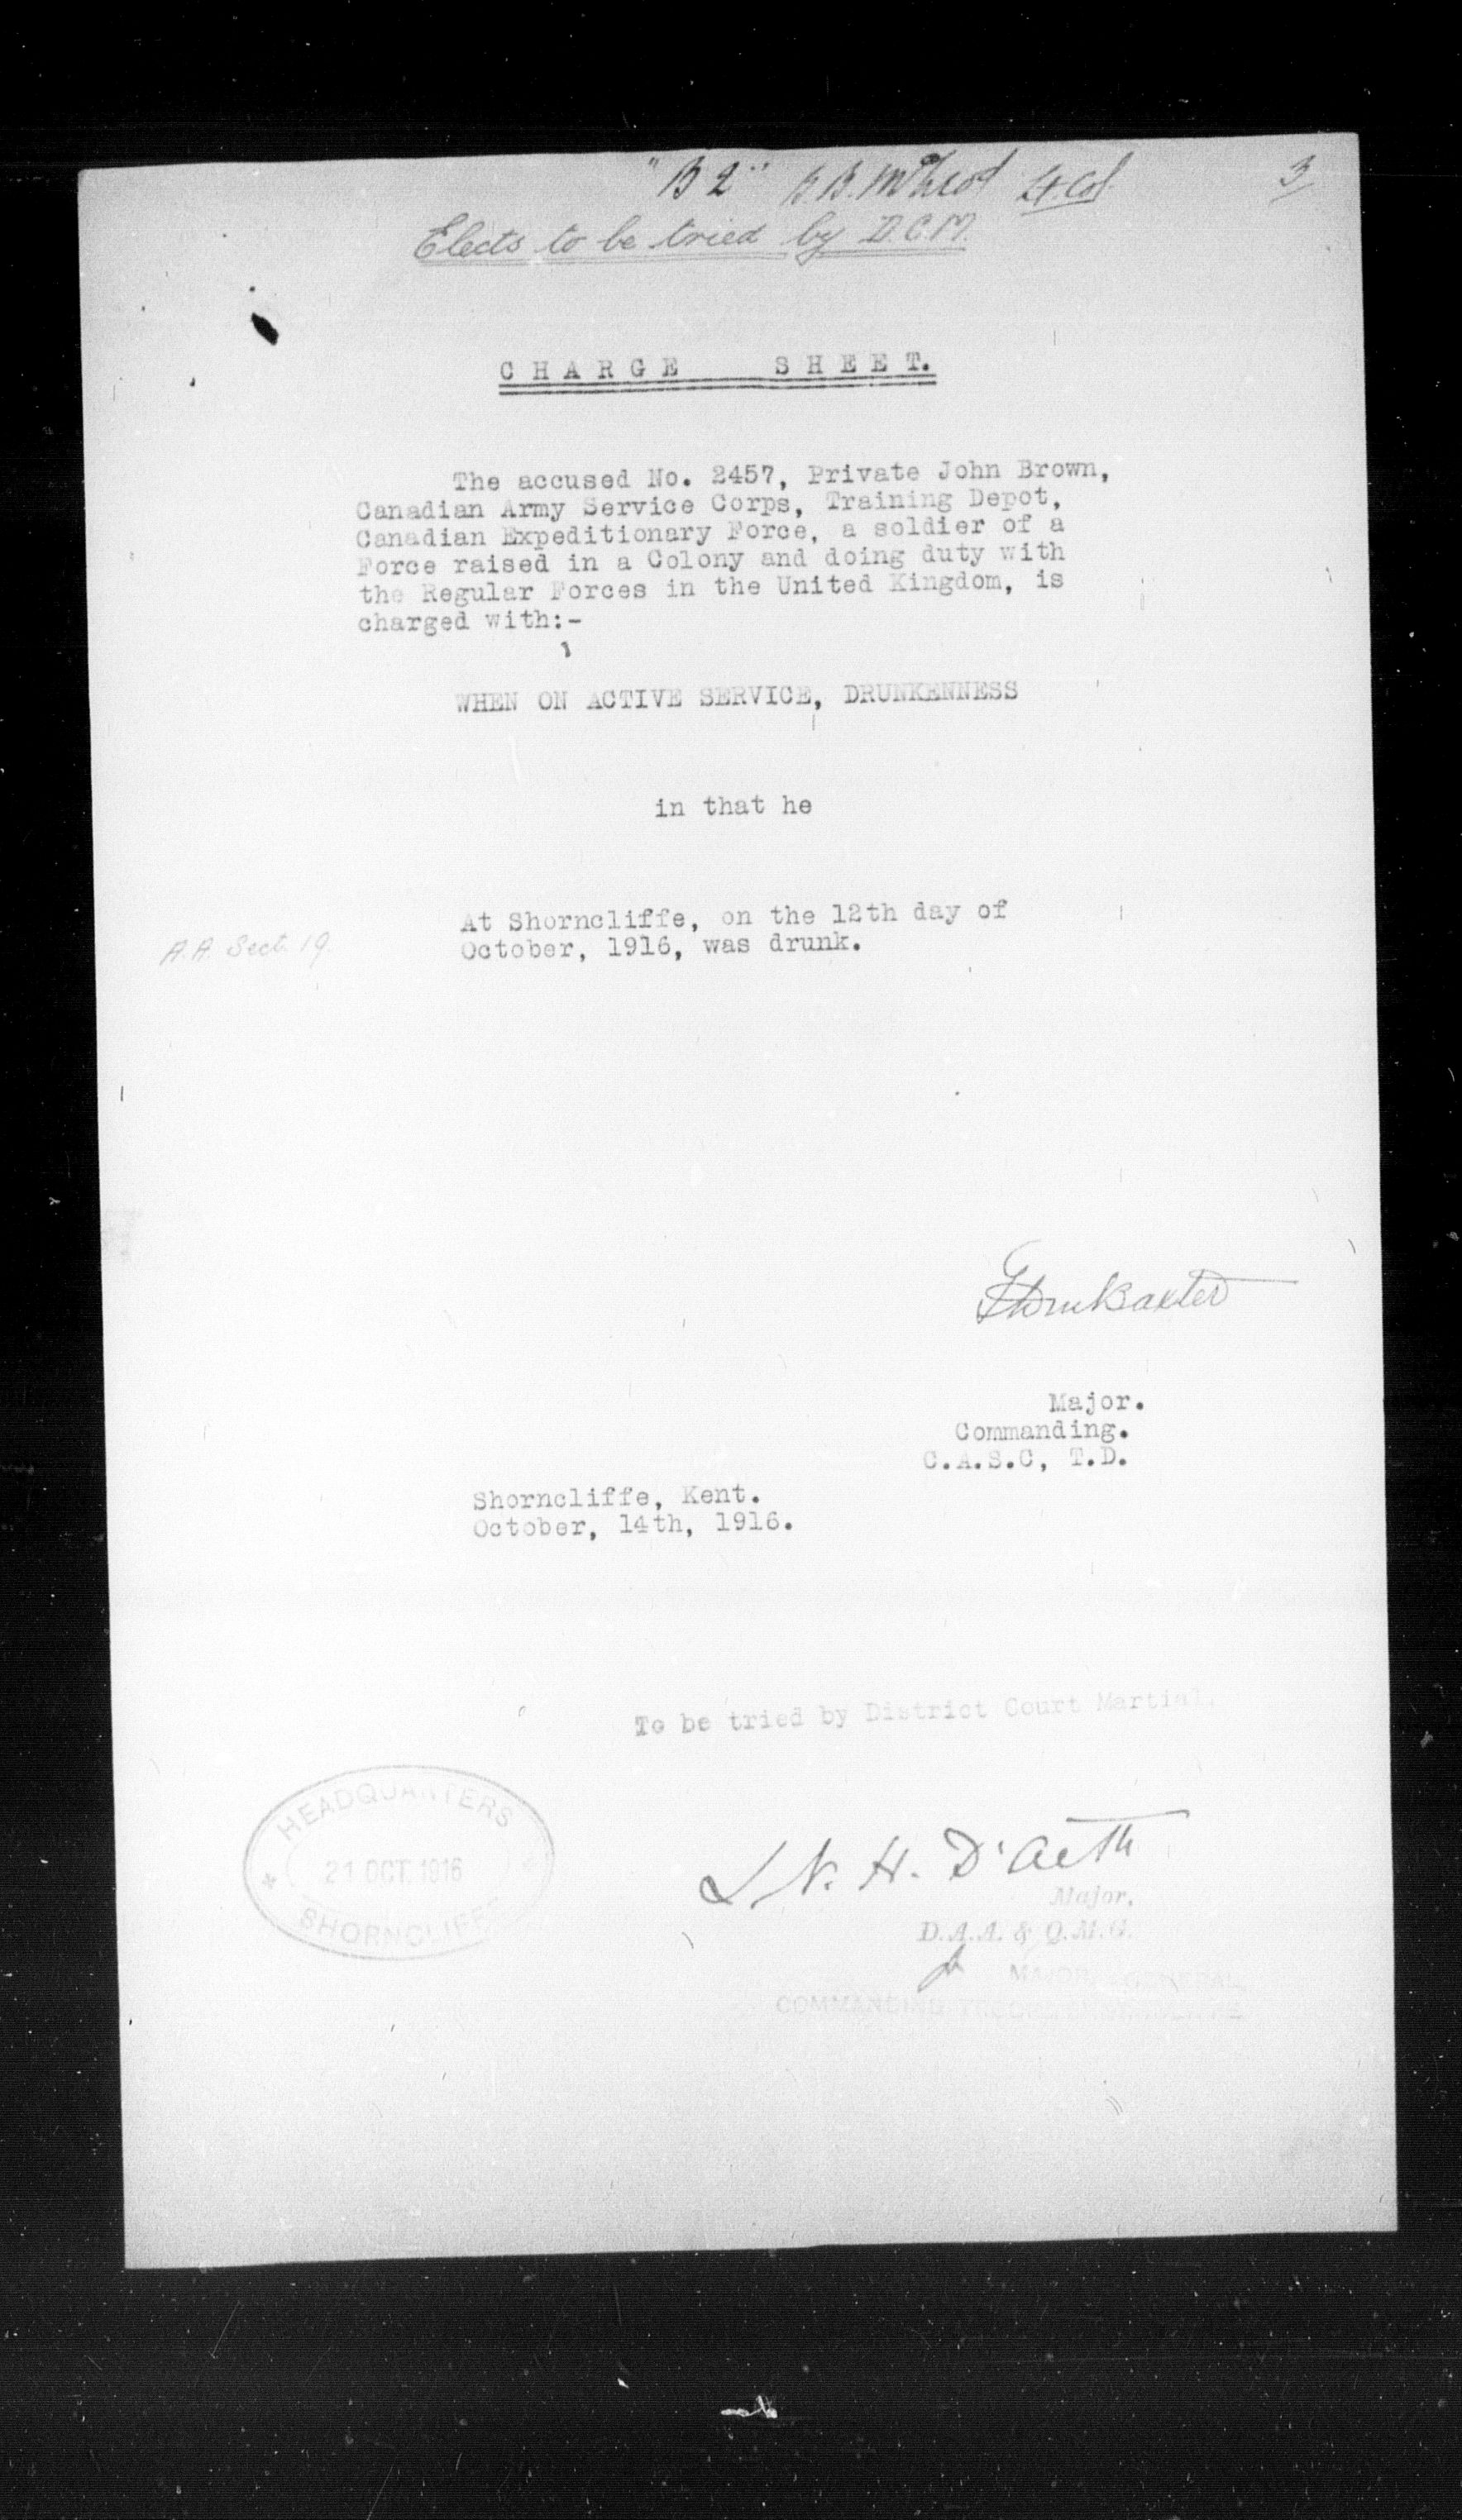 "B2" Lt. Col. 3
Elects to be tried by D.C.M.
CHARGE SHEET.
The accused No. 2457, Private John Brown,
Canadian Army Service Corps, Training Depot,
Canadian Expeditionary Force, a soldier of a
Force raised in a Colony and doing duty with
the Regular Forces in the United Kingdom, is
charged with:-
WHEN ON ACTIVE SERVICE, DRUNKENNESS
in that he
A.A. Sect. 19.
At Shorncliffe, on the 12th day of
October, 1916, was drunk.
Baxter
Major.
Commanding.
C.A.S.C, T.D.
Shorncliffe, Kent.
October, 14th, 1916.
To be tried by District Court Martial.
HEADQUARTERS
21 OCT. 1916
SHORNCLIFFE
L.N.H. D'Aeth
Major,
D.A.A. & Q.M.G.
MAJOR GENERAL
COMMANDING TROOPS